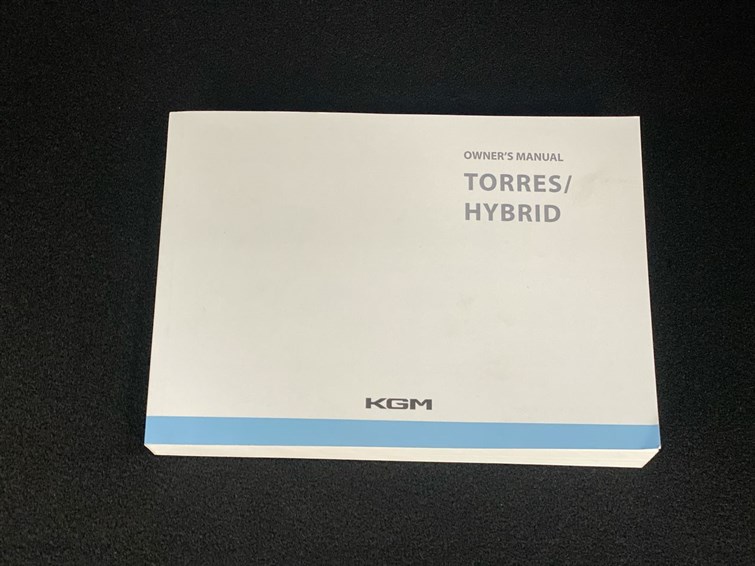 OWNER'S MANUAL
TORRES/
HYBRID
KGM